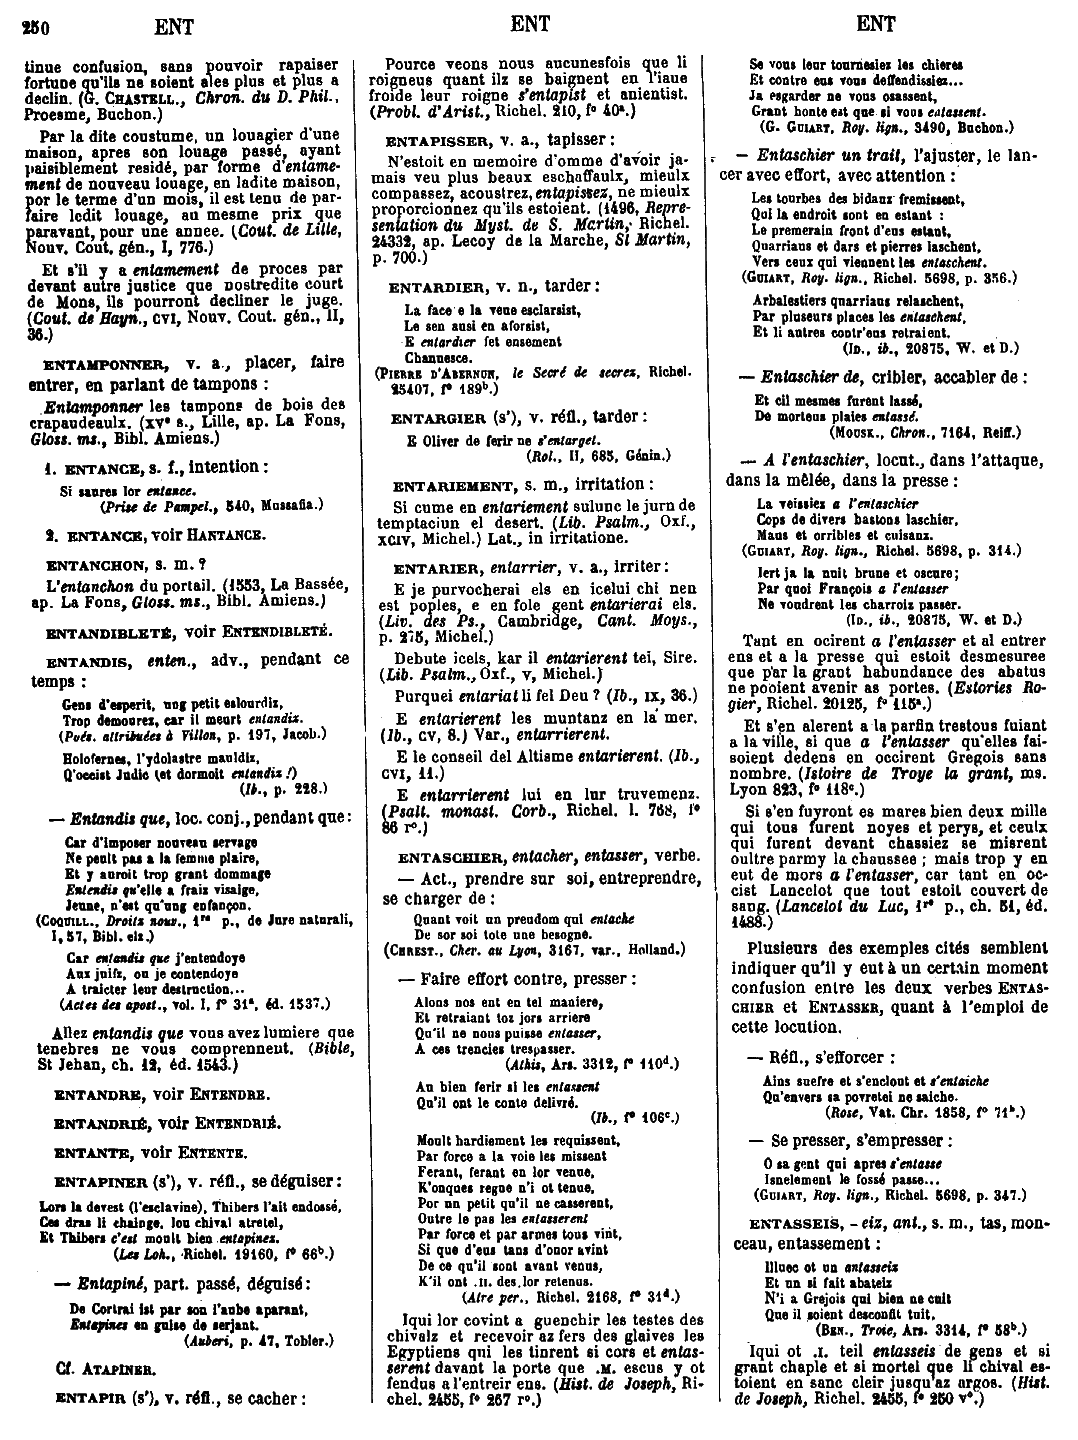 250 ENT ENT ENT
tinue confusion, sans pouvoir rapaiser
fortune qu'ils ne soient ales plus et plus a
declin. (G. CHASTELL., Chron. du D. Phil.,
Proesme, Buchon.)
Par la dite coustume, un louagier d'une
maison, apres son louage passé, ayant
paisiblement residé, par forme d'entame-
ment de nouveau louage, en ladite maison,
por le terme d'un mois, il est tenu de par-
faire ledit louage, au mesme prix que
paravant, pour une annee. (Cout. de Lille,
Nouv. Cout. gén., I, 776.)
Et s'il y a entamement de proces par
devant autre justice que nostredite court
de Mons, ils pourront decliner le juge.
(Cout. de Hayn., CVI, Nouv. Cout. gén., II,
36.)
ENTAMPONNER, v. a., placer, faire
entrer, en parlant de tampons :
Entamponner les tampons de bois des
crapaudeaulx. (XVe s., Lille, ap. La Fons,
Gloss. ms., Bibl. Amiens.)
1. ENTANCE, s. f., intention :
Si saures lor entance.
(Prise de Pampel., 540, Mussafia.)
2. ENTANCE, voir HANTANCE.
ENTANCHON, s. m. ?
L'entanchon du portail. (1553, La Bassée,
ap. La Fons, Gloss. ms., Bibl. Amiens.)
ENTANDIBLETÉ, voir ENTENDIBLETÉ.
ENTANDIS, enten., adv., pendant ce
temps :
Gens d'esperit, ung petit eslourdiz,
Trop demourez, car il meurt entandiz.
(Poés. attribuées à Villon, p. 197, Jacob.)
Holofernes, l'ydolastre mauldiz,
Q'occist Judic (et dormoit entandiz !)
(Ib., p. 228.)
— Entandis que, loc. conj., pendant que :
Car d'imposer nouveau servage
Ne peult pas a la femme plaire,
Et y auroit trop grant dommage
Entendis qu'elle a fraiz visaige,
Jeune, n'est qu'ung enfançon.
(COQUILL., Droits nouv., 1re p., de Jure naturali,
I, 57, Bibl. elz.)
Car entandis que j'entendoye
Aux juifz, ou je contendoye
A traicter leur destruction...
(Actes des apost., vol. I, f° 31a, éd. 1537.)
Allez entandis que vous avez lumiere que
tenebres ne vous comprennent. (Bible,
St Jehan, ch. 12, éd. 1543.)
ENTANDRE, voir ENTENDRE.
ENTANDRIÉ, voir ENTENDRIÉ.
ENTANTE, voir ENTENTE.
ENTAPINER (s'), v. réfl., se déguiser :
Lors la devest (l'esclavine), Thibers l'ait endossé,
Ces dras li chainge, lou chival atretel,
Et Thibers c'est moult bien entapines.
(Les Loh., Richel. 19160, f° 66b.)
— Entapiné, part. passé, déguisé :
De Cortrai ist par son l'aube aparant,
Entapines en guise de serjant.
(Auberi, p. 47, Tobler.)
Cf. ATAPINER.
ENTAPIR (s'), v. réfl., se cacher :
Pource veons nous aucunesfois que li
roigneus quant ilz se baignent en l'iaue
froide leur roigne s'entapist et anientist.
(Probl. d'Arist., Richel. 210, f° 40a.)
ENTAPISSER, v. a., tapisser :
N'estoit en memoire d'omme d'avoir ja-
mais veu plus beaux eschaffaulx, mieulx
compassez, acoustrez, entapissez, ne mieulx
proportionnez qu'ils estoient. (1496, Repre-
sentation du Myst. de S. Martin, Richel.
24332, ap. Lecoy de la Marche, St Martin,
p. 700.)
ENTARDIER, v. n., tarder :
La face e la veue esclarsist,
Le sen ausi en aforsist,
E entardier fet ensement
Chanuesce.
(PIERRE D'ABERNON, le Secré de secrez, Richel.
25407, f° 189b.)
ENTARGIER (s'), v. réfl., tarder :
E Oliver de ferir ne s'entarget.
(Rol., II, 685, Génin.)
ENTARIEMENT, s. m., irritation :
Si cume en entariement sulunc le jurn de
temptaciun el desert. (Lib. Psalm., Oxf.,
XCIV, Michel.) Lat., in irritatione.
ENTARIER, entarrier, v. a., irriter :
E je purvocherai els en icelui chi nen
est poples, e en fole gent entarierai els.
(Liv. des Ps., Cambridge, Cant. Moys.,
p. 275, Michel.)
Debute icels, kar il entarierent tei, Sire.
(Lib. Psalm., Oxf., v, Michel.)
Purquei entariat li fel Deu ? (Ib., IX, 36.)
E entarierent les muntanz en la mer.
(Ib., CV, 8.) Var., entarrierent.
E le conseil del Altisme entarierent. (Ib.,
CVI, 11.)
E entarrierent lui en lur truvemenz.
(Psalt. monast. Corb., Richel. l. 768, f°
86 r°.)
ENTASCHIER, entacher, entasser, verbe.
— Act., prendre sur soi, entreprendre,
se charger de :
Quant voit un preudom qui entache
De sor soi tote une besogne.
(CHREST., Cher. au Lyon, 3167, var., Holland.)
— Faire effort contre, presser :
Alons nos ent en tel maniere,
Et retraiant toz jors arriere
Qu'il ne nous puisse entasser,
A ces trencies trespasser.
(Athis, Ars. 3312, f° 110d.)
Au bien ferir si les entassent
Qu'il ont le conte delivré.
(Ib., f° 106c.)
Moult hardiement les requissent,
Par force a la voie les missent
Ferant, ferant en lor venue,
K'onques regne n'i ot tenue,
Por un petit qu'il ne casserent,
Outre le pas les entasserent
Par force et par armes tous vint,
Si que d'eus tans d'onor avint
De ce qu'il sont avant venus,
K'il ont .II. des lor retenus.
(Atre per., Richel. 2168, f° 31d.)
Iqui lor covint a guenchir les testes des
chivalz et recevoir az fers des glaives les
Egyptiens qui les tinrent si cors et entas-
serent davant la porte que .M. escus y ot
fendus a l'entreir ens. (Hist. de Joseph, Ri-
chel. 2455, f° 267 r°.)
Se vous leur tournesiez les chieres
Et contre eus vous deffendissiez...
Ja esgarder ne vous osassent,
Grant honte est que si vous entassent.
(G. GUIART, Roy. lign., 3490, Buchon.)
— Entaschier un trait, l'ajuster, le lan-
cer avec effort, avec attention :
Les tourbes des bidauz fremissent,
Qui la endroit sont en estant :
Le premerain front d'eus estant,
Quarriaus et dars et pierres laschent,
Vers ceux qui viennent les entaschent.
(GUIART, Roy. lign., Richel. 5698, p. 356.)
Arbalestiers quarriaus relaschent,
Par pluseurs places les entaschent,
Et li autres contr'eus retraient.
(ID., ib., 20875, W. et D.)
— Entaschier de, cribler, accabler de :
Et cil mesmes furent lassé,
De morteus plaies entassé.
(MOUSK., Chron., 7164, Reiff.)
— A l'entaschier, locut., dans l'attaque,
dans la mêlée, dans la presse :
La veissiez a l'entaschier
Cops de divers bastons laschier,
Maus et orribles et cuisanz.
(GUIART, Roy. lign., Richel. 5698, p. 314.)
Iert ja la nuit brune et oscure;
Par quoi François a l'entasser
Ne voudrent les charrois passer.
(ID., ib., 20875, W. et D.)
Tant en ocirent a l'entasser et al entrer
ens et a la presse qui estoit desmesuree
que par la grant habundance des abatus
ne pooient avenir as portes. (Estories Ro-
gier, Richel. 20125, f° 115a.)
Et s'en alerent a la parfin trestous fuiant
a la ville, si que a l'entasser qu'elles fai-
soient dedens en occirent Gregois sans
nombre. (Istoire de Troye la grant, ms.
Lyon 823, f° 118c.)
Si s'en fuyront es mares bien deux mille
qui tous furent noyes et perys, et ceulx
qui furent devant chassiez se misrent
oultre parmy la chaussee ; mais trop y en
eut de mors a l'entasser, car tant en oc-
cist Lancelot que tout estoit couvert de
sang. (Lancelot du Luc, 1re p., ch. 51, éd.
1488.)
Plusieurs des exemples cités semblent
indiquer qu'il y eut à un certain moment
confusion entre les deux verbes ENTAS-
CHIER et ENTASSER, quant à l'emploi de
cette locution.
— Réfl., s'efforcer :
Ains suefre et s'enclout et s'entaiche
Qu'envers sa povretei ne saiche.
(Rose, Vat. Chr. 1858, f° 71b.)
— Se presser, s'empresser :
O sa gent qui apres s'entasse
Isnelement le fossé passe...
(GUIART, Roy. lign., Richel. 5698, p. 347.)
ENTASSEIS, - eiz, ant., s. m., tas, mon-
ceau, entassement :
Illuec ot un antasseiz
Et un si fait abateiz
N'i a Grejois qui bien ne cuit
Que il soient desconfit tuit.
(BEN., Troie, Ars. 3314, f° 58b.)
Iqui ot .I. teil entasseis de gens et si
grant chaple et si mortel que li chival es-
toient en sanc cleir jusqu'az argos. (Hist.
de Joseph, Richel. 2455, f° 250 v°.)